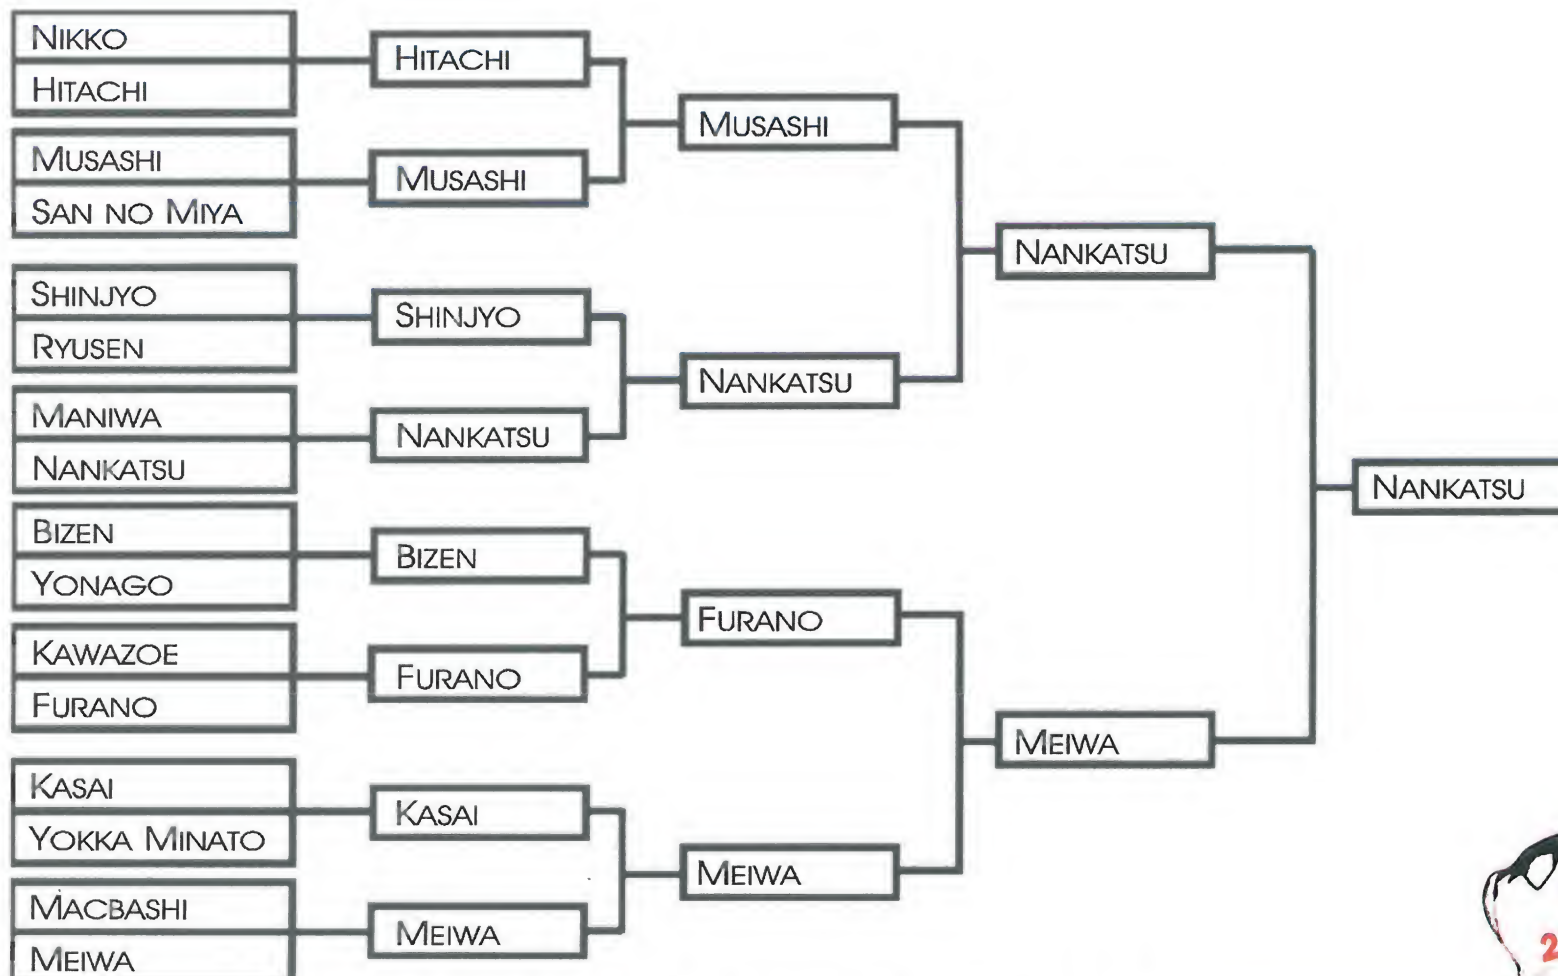 NIKKO
HITACHI
MUSASHI
SAN NO MIYA
SHINJYO
RYUSEN
MANIWA
NANKATSU
BIZEN
YONAGO
KAWAZOE
FURANO
KASAI
YOKKA MINATO
MACBASHI
MEIWA
HITACHI
MUSASHI
SHINJYO
NANKATSU
BIZEN
FURANO
KASAI
MEIWA
MUSASHI
NANKATSU
FURANO
MEIWA
NANKATSU
MEIWA
NANKATSU
2